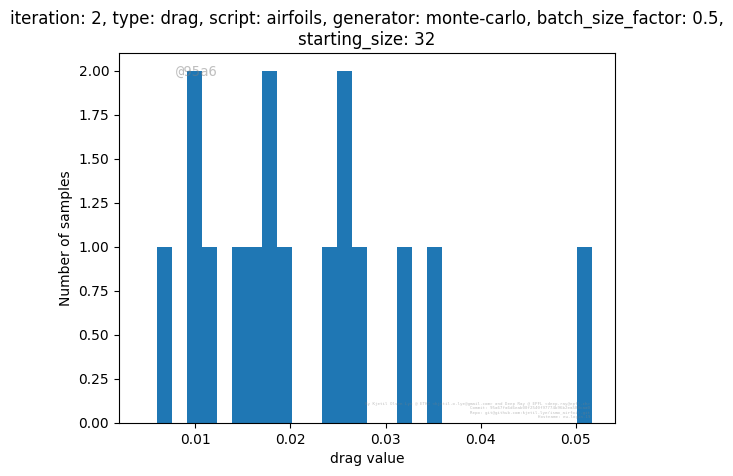 iteration: 2, type: drag, script: airfoils, generator: monte-carlo, batch_size_factor: 0.5,
starting_size: 32
@95a6
2.00
1.75
1.50
1.25
1.00
0.75
0.50
0.25
0.00
Number of samples
0.01 0.02 0.03 0.04 0.05
drag value